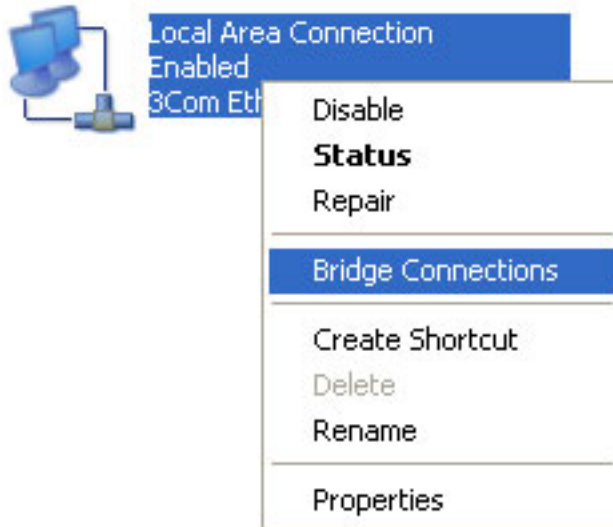 Local Area Connection
Enabled
3Com Eth
Disable
Status
Repair
Bridge Connections
Create Shortcut
Delete
Rename
Properties